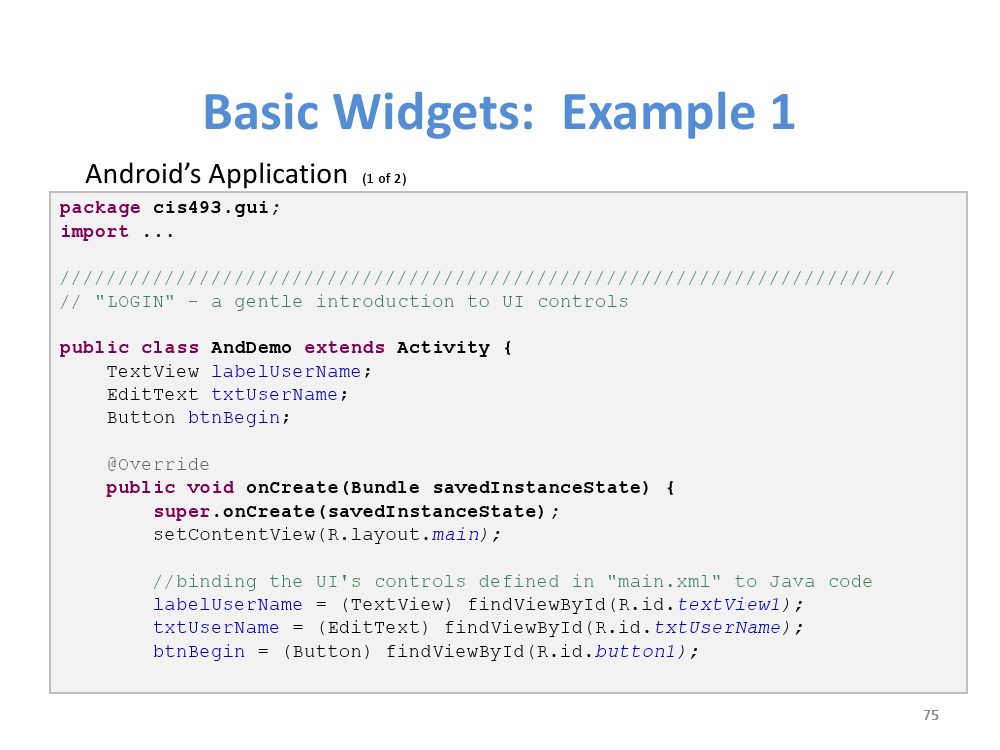 Basic Widgets:  Example 1
Android’s Application  (1 of 2)
package cis493.gui;
import ...
////////////////////////////////////////////////////////////////////////
// "LOGIN" - a gentle introduction to UI controls
public class AndDemo extends Activity {
    TextView labelUserName;
    EditText txtUserName;
    Button btnBegin;
    @Override
    public void onCreate(Bundle savedInstanceState) {
        super.onCreate(savedInstanceState);
        setContentView(R.layout.main);
        //binding the UI's controls defined in "main.xml" to Java code
        labelUserName = (TextView) findViewById(R.id.textView1);
        txtUserName = (EditText) findViewById(R.id.txtUserName);
        btnBegin = (Button) findViewById(R.id.button1);
75